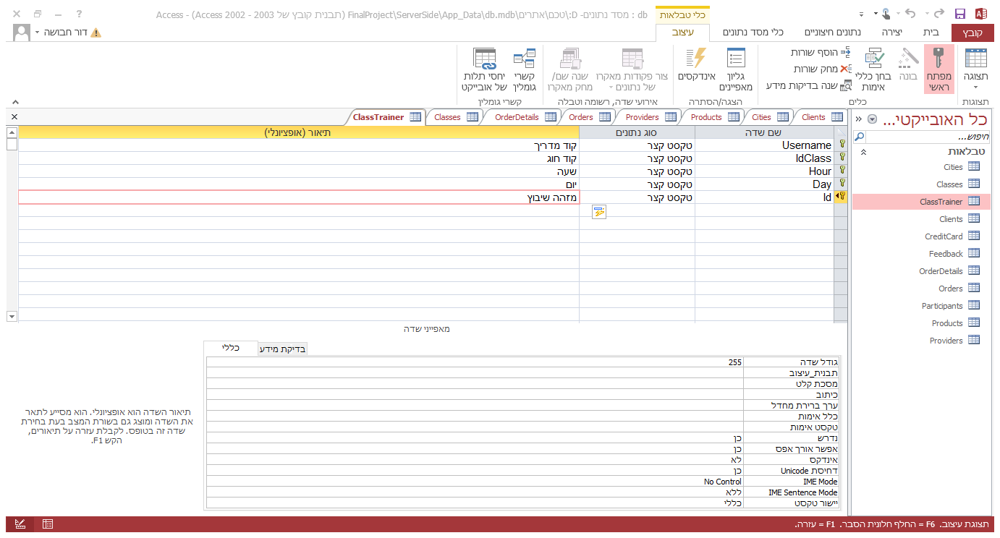 db : מסד נתונים- D:\טכם\אתרים\FinalProject\ServerSide\App_Data\db.mdb (תבנית קובץ של Access 2002 - 2003) - Access
כלי טבלאות
?
קובץ
בית
יצירה
נתונים חיצוניים
כלי מסד נתונים
עיצוב
דור חבושה
תצוגה
מפתח ראשי
בונה
בחן כללי אימות
הוסף שורות
מחק שורות
שנה בדיקות מידע
גליון מאפיינים
אינדקסים
צור פקודות מאקרו של נתונים
שנה שם/ מחק מאקרו
קשרי גומלין
יחסי תלות של אובייקט
תצוגות
כלים
הצגה/הסתרה
אירועי שדה, רשומה וטבלה
קשרי גומלין
כל האובייקטי...
חיפוש...
טבלאות
Cities
Classes
ClassTrainer
Clients
CreditCard
Feedback
OrderDetails
Orders
Participants
Products
Providers
Clients
Cities
Products
Providers
Orders
OrderDetails
Classes
ClassTrainer
שם שדה
סוג נתונים
תיאור (אופציונלי)
Username טקסט קצר קוד מדריך
IdClass טקסט קצר קוד חוג
Hour טקסט קצר שעה
Day טקסט קצר יום
Id טקסט קצר מזהה שיבוץ
מאפייני שדה
כללי
בדיקת מידע
גודל שדה 255
תבנית_עיצוב
מסכת קלט
כיתוב
ערך ברירת מחדל
כלל אימות
טקסט אימות
נדרש כן
אפשר אורך אפס כן
אינדקס לא
דחיסת Unicode כן
IME Mode No Control
IME Sentence Mode ללא
יישור טקסט כללי
תיאור השדה הוא אופציונלי. הוא מסייע לתאר
את השדה ומוצג גם בשורת המצב בעת בחירת
שדה זה בטופס. לקבלת עזרה על תיאורים,
הקש F1.
תצוגת עיצוב. F6 = החלף חלונית הסבר. F1 = עזרה.